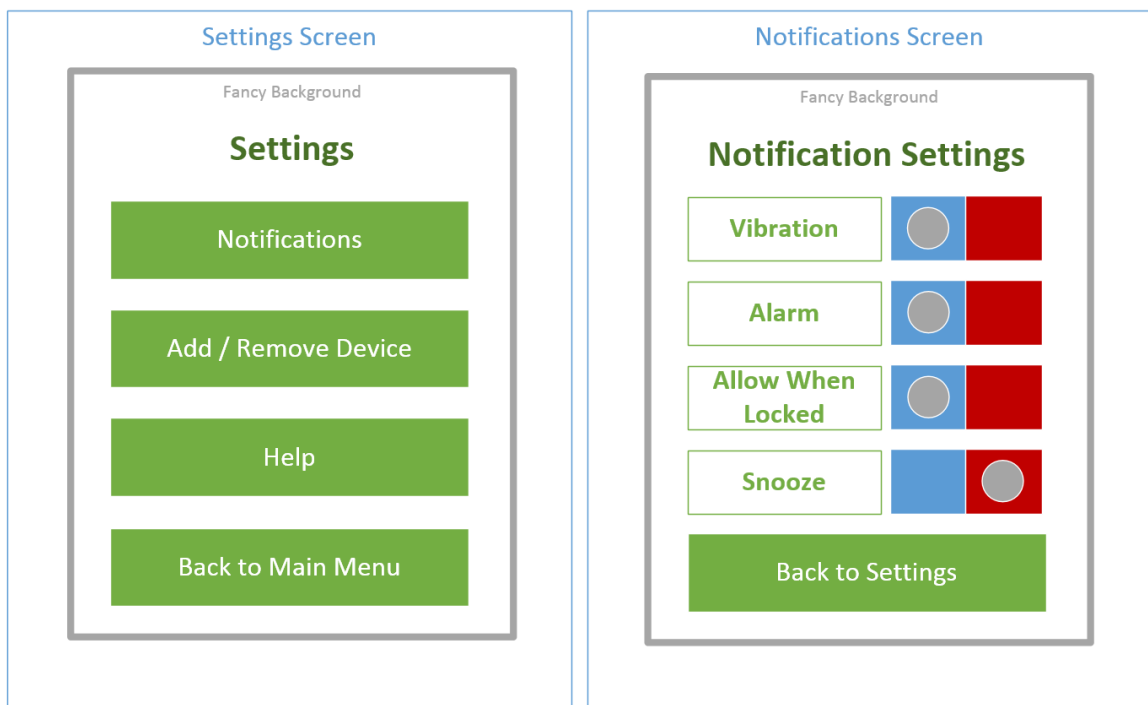 Settings Screen
Fancy Background
Settings
Notifications
Add / Remove Device
Help
Back to Main Menu
Notifications Screen
Fancy Background
Notification Settings
Vibration
Alarm
Allow When
Locked
Snooze
Back to Settings